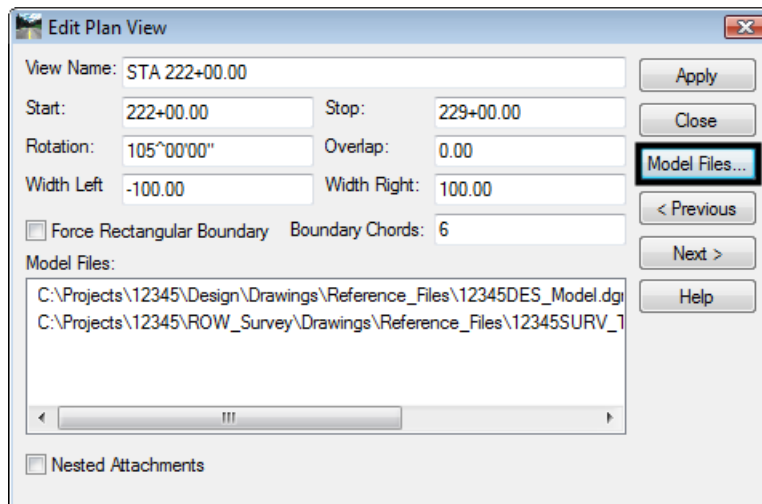 Edit Plan View
View Name: STA 222+00.00
Apply
Start: 222+00.00 Stop: 229+00.00
Close
Rotation: 105^00'00" Overlap: 0.00
Model Files...
Width Left -100.00 Width Right: 100.00
< Previous
Force Rectangular Boundary Boundary Chords: 6
Next >
Model Files:
Help
C:\Projects\12345\Design\Drawings\Reference_Files\12345DES_Model.dgn
C:\Projects\12345\ROW_Survey\Drawings\Reference_Files\12345SURV_T
Nested Attachments